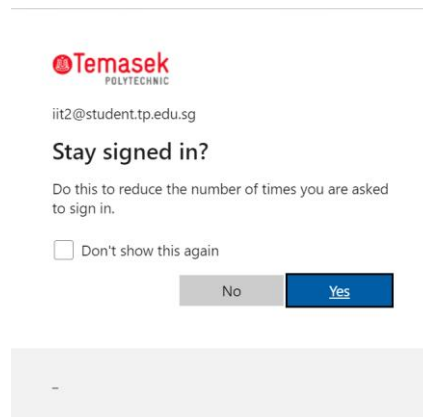 Temasek
POLYTECHNIC
iit2@student.tp.edu.sg
Stay signed in?
Do this to reduce the number of times you are asked
to sign in.
Don't show this again
No
Yes